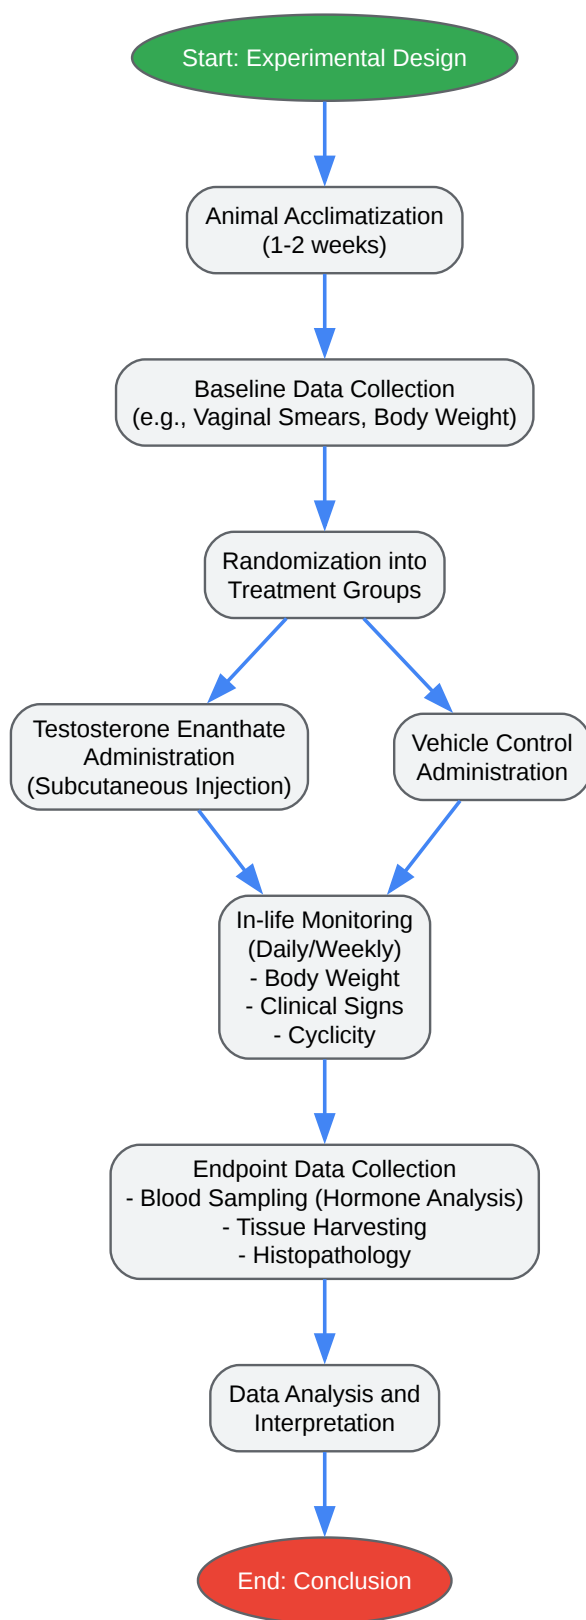 Start: Experimental Design
Animal Acclimatization
(1-2 weeks)
Baseline Data Collection
(e.g., Vaginal Smears, Body Weight)
Randomization into
Treatment Groups
Testosterone Enanthate
Administration
(Subcutaneous Injection)
Vehicle Control
Administration
In-life Monitoring
(Daily/Weekly)
- Body Weight
- Clinical Signs
- Cyclicity
Endpoint Data Collection
- Blood Sampling (Hormone Analysis)
- Tissue Harvesting
- Histopathology
Data Analysis and
Interpretation
End: Conclusion